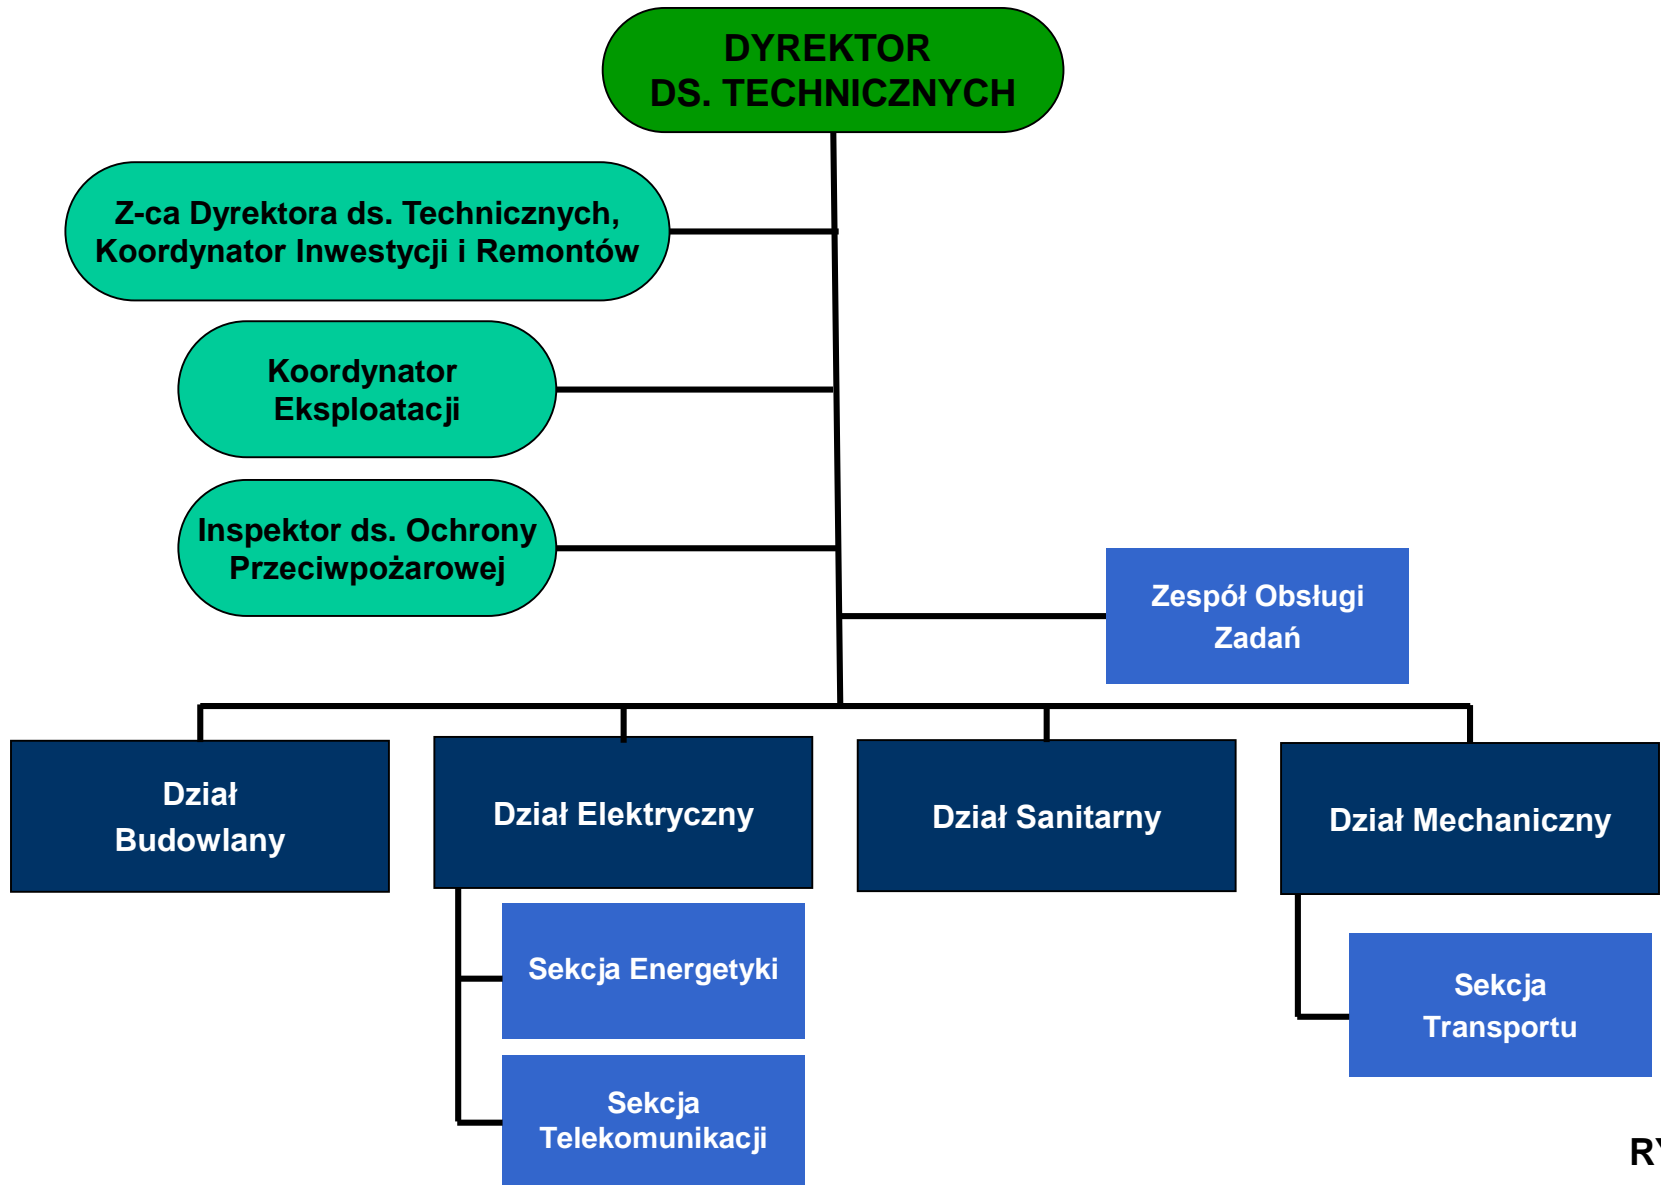 DYREKTOR
DS. TECHNICZNYCH
Z-ca Dyrektora ds. Technicznych,
Koordynator Inwestycji i Remontów
Koordynator
Eksploatacji
Inspektor ds. Ochrony
Przeciwpożarowej
Zespół Obsługi
Zadań
Dział
Budowlany
Dział Elektryczny
Dział Sanitarny
Dział Mechaniczny
Sekcja Energetyki
Sekcja
Transportu
Sekcja
Telekomunikacji